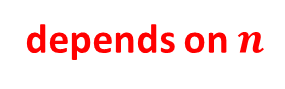 depends on 𝒏